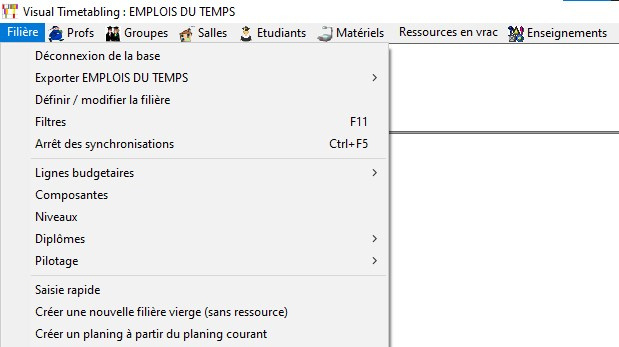 Visual Timetabling : EMPLOIS DU TEMPS
Filière Profs Groupes Salles Etudiants Matériels Ressources en vrac Enseignements
Déconnexion de la base
Exporter EMPLOIS DU TEMPS
Définir / modifier la filière
Filtres F11
Arrêt des synchronisations Ctrl+F5
Lignes budgetaires
Composantes
Niveaux
Diplômes
Pilotage
Saisie rapide
Créer une nouvelle filière vierge (sans ressource)
Créer un planing à partir du planing courant